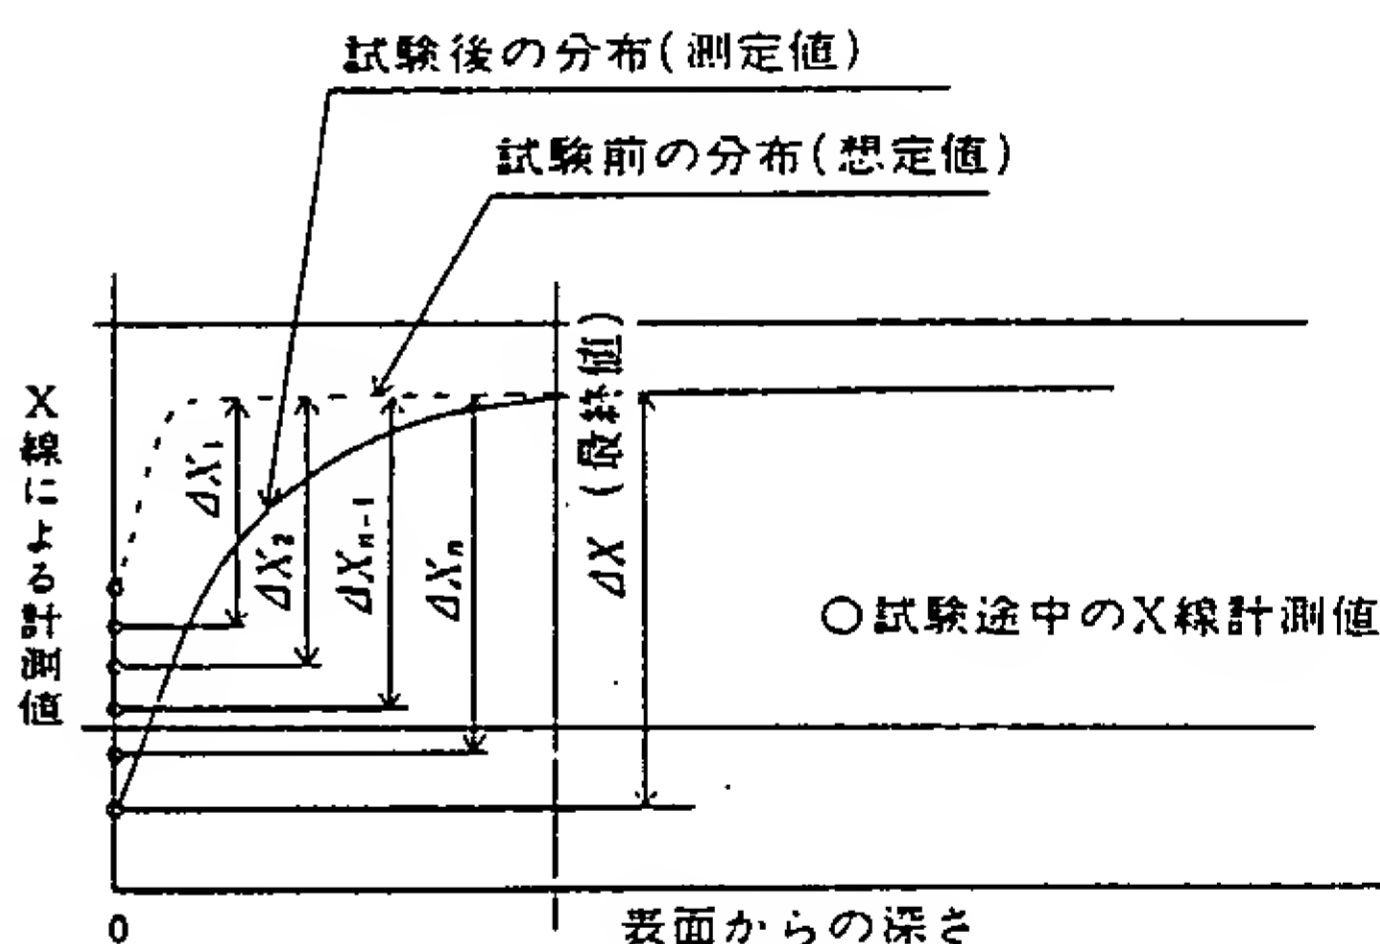 試験後の分布(測定値)
試験前の分布(想定値)
X線による計測値
ΔX₁
ΔX₂
ΔXₙ₋₁
ΔXₙ
ΔX (最終値)
○試験途中のX線計測値
0
表面からの深さ